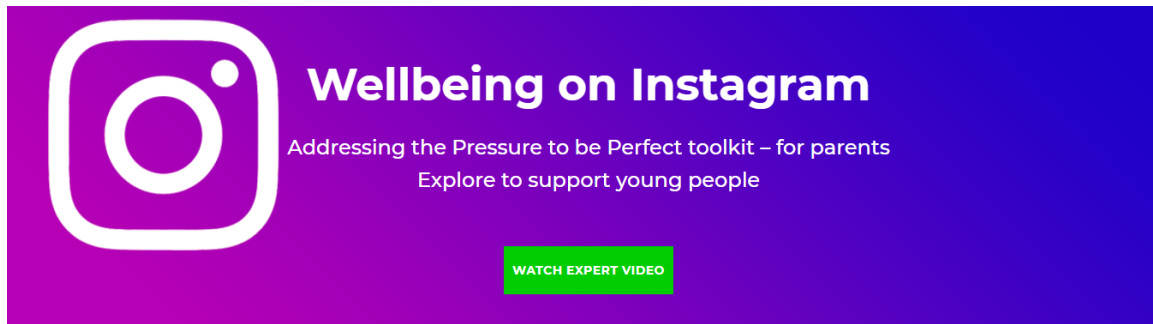 Wellbeing on Instagram
Addressing the Pressure to be Perfect toolkit – for parents
Explore to support young people
WATCH EXPERT VIDEO